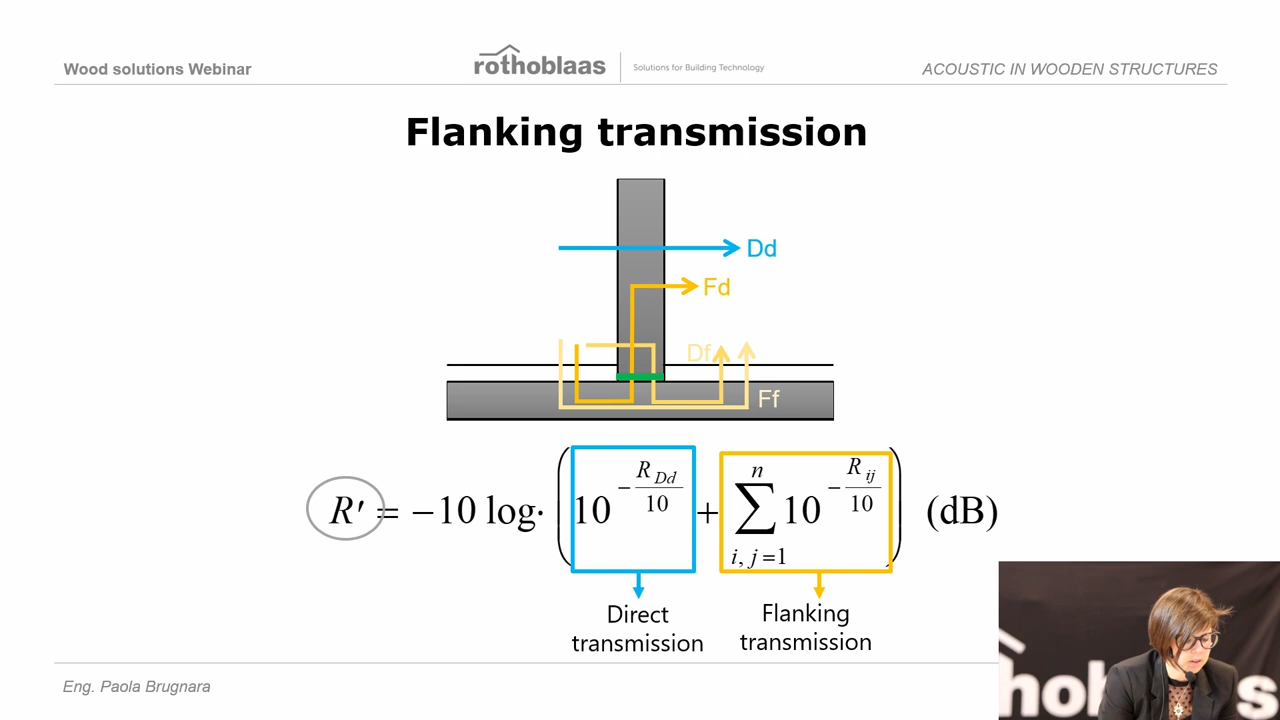 Wood solutions Webinar
rothoblaas
Solutions for Building Technology
ACOUSTIC IN WOODEN STRUCTURES
Flanking transmission
Dd
Fd
Df
Ff
R' = −10 log· ( 10^(−R_Dd/10) + ∑_{i, j=1}^{n} 10^(−R_ij/10) ) (dB)
Direct
transmission
Flanking
transmission
Eng. Paola Brugnara